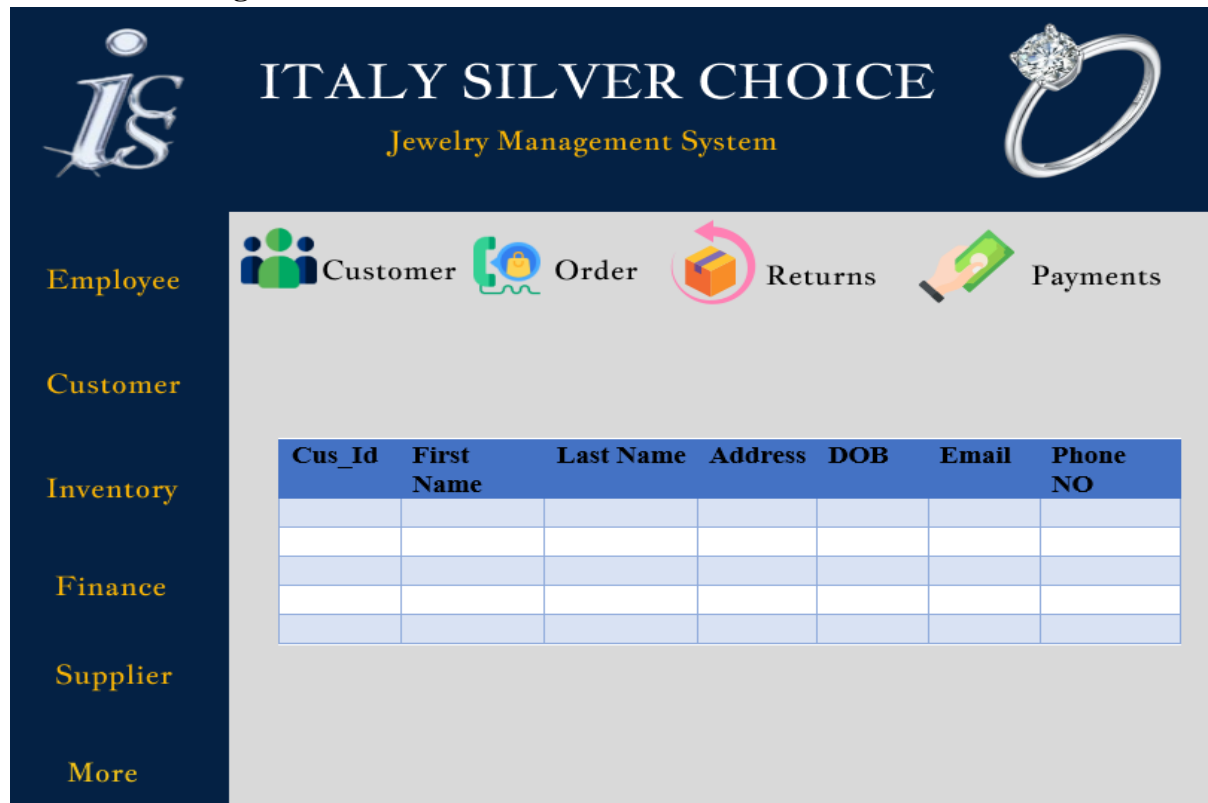 g
is
ITALY SILVER CHOICE
Jewelry Management System
Employee
Customer
Inventory
Finance
Supplier
More
Customer
Order
Returns
Payments
Cus_Id First Name Last Name Address DOB Email Phone NO